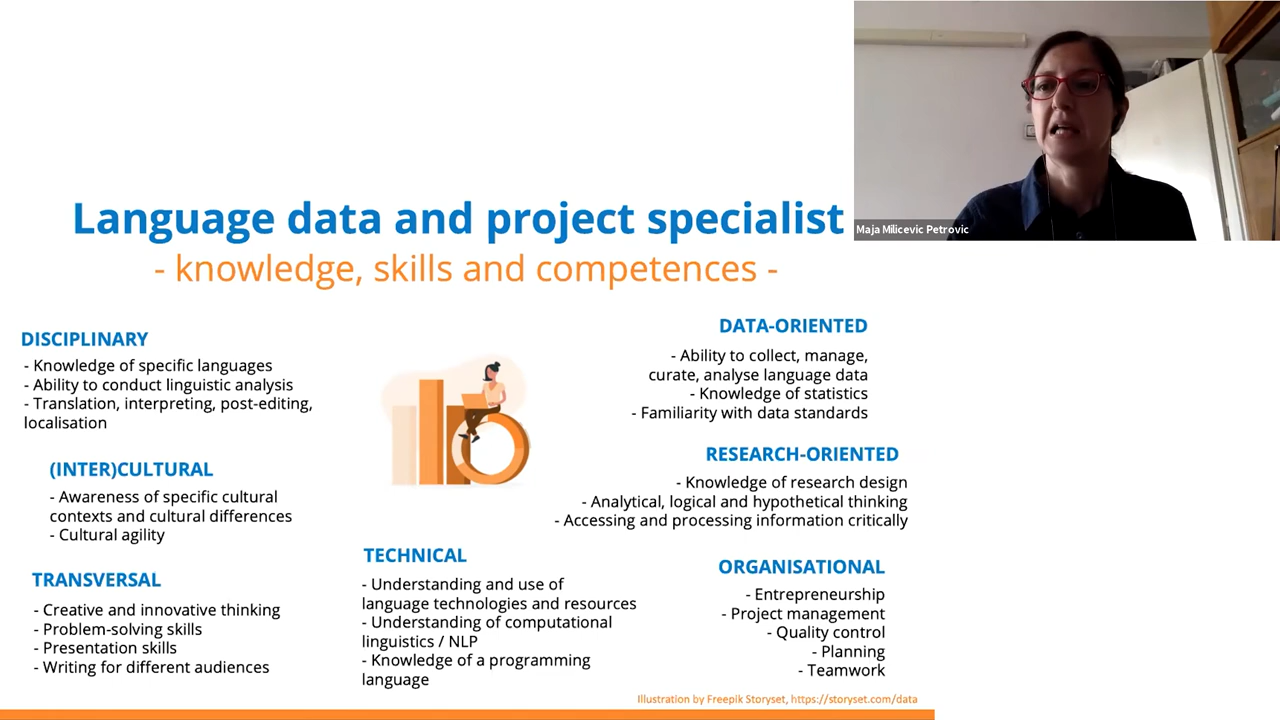 Maja Milicevic Petrovic
Language data and project specialist
- knowledge, skills and competences -
DISCIPLINARY
- Knowledge of specific languages
- Ability to conduct linguistic analysis
- Translation, interpreting, post-editing,
localisation
(INTER)CULTURAL
- Awareness of specific cultural
contexts and cultural differences
- Cultural agility
TRANSVERSAL
- Creative and innovative thinking
- Problem-solving skills
- Presentation skills
- Writing for different audiences
TECHNICAL
- Understanding and use of
language technologies and resources
- Understanding of computational
linguistics / NLP
- Knowledge of a programming
language
DATA-ORIENTED
- Ability to collect, manage,
curate, analyse language data
- Knowledge of statistics
- Familiarity with data standards
RESEARCH-ORIENTED
- Knowledge of research design
- Analytical, logical and hypothetical thinking
- Accessing and processing information critically
ORGANISATIONAL
- Entrepreneurship
- Project management
- Quality control
- Planning
- Teamwork
Illustration by Freepik Storyset, https://storyset.com/data